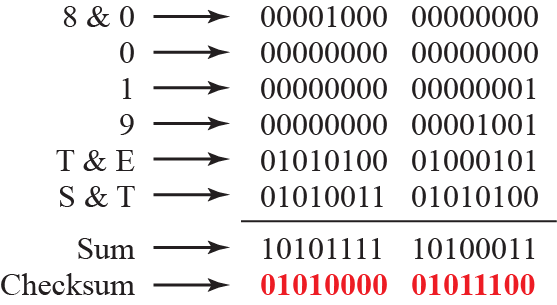 8 & 0 00001000 00000000
0 00000000 00000000
1 00000000 00000001
9 00000000 00001001
T & E 01010100 01000101
S & T 01010011 01010100
Sum 10101111 10100011
Checksum 01010000 01011100